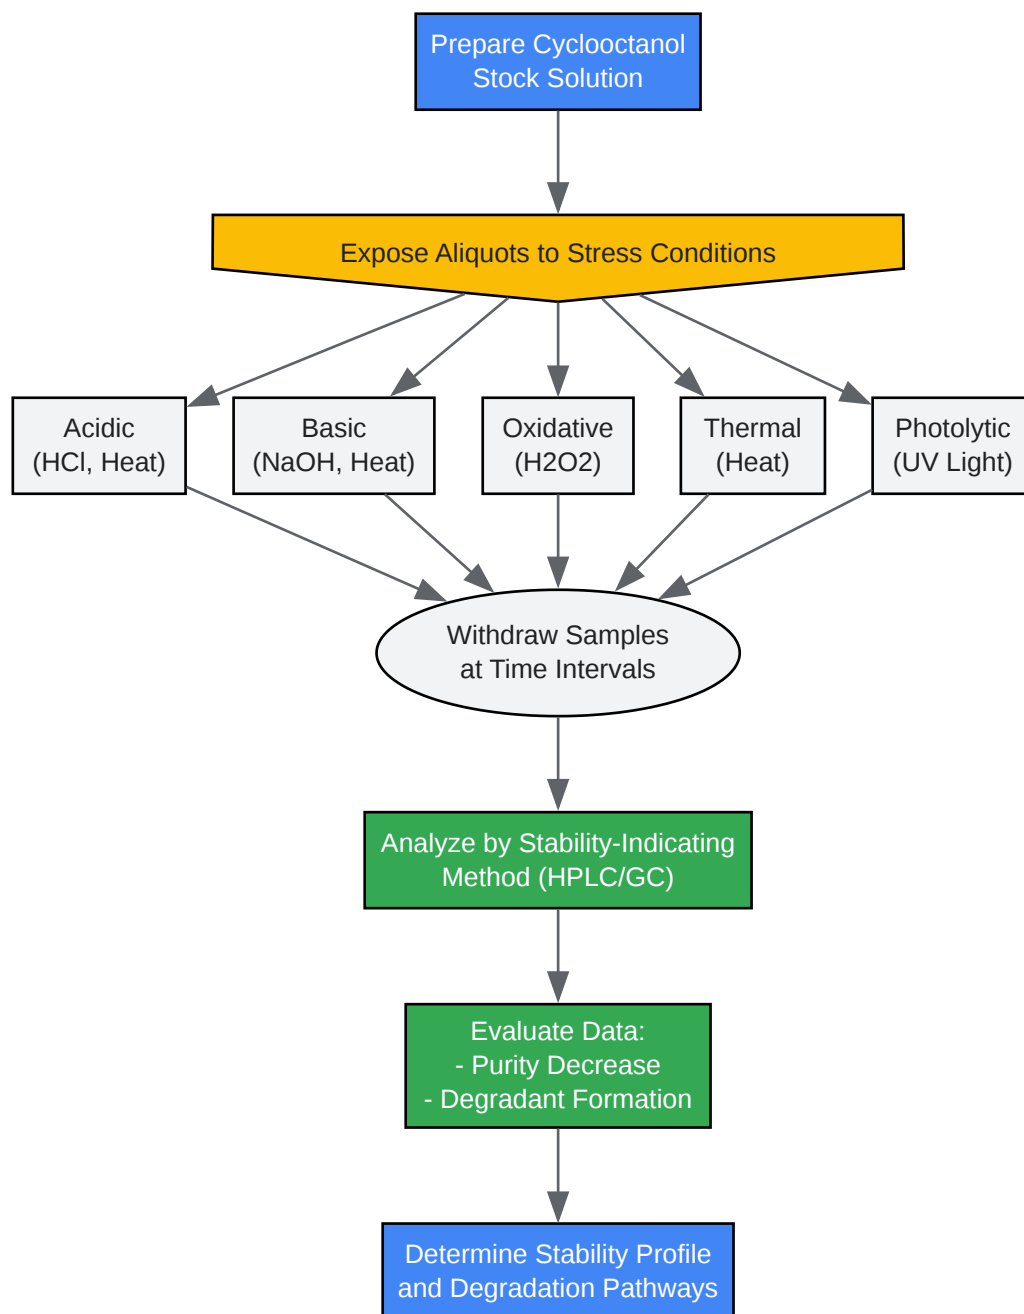 Prepare Cyclooctanol
Stock Solution
Expose Aliquots to Stress Conditions
Acidic
(HCl, Heat)
Basic
(NaOH, Heat)
Oxidative
(H2O2)
Thermal
(Heat)
Photolytic
(UV Light)
Withdraw Samples
at Time Intervals
Analyze by Stability-Indicating
Method (HPLC/GC)
Evaluate Data:
- Purity Decrease
- Degradant Formation
Determine Stability Profile
and Degradation Pathways